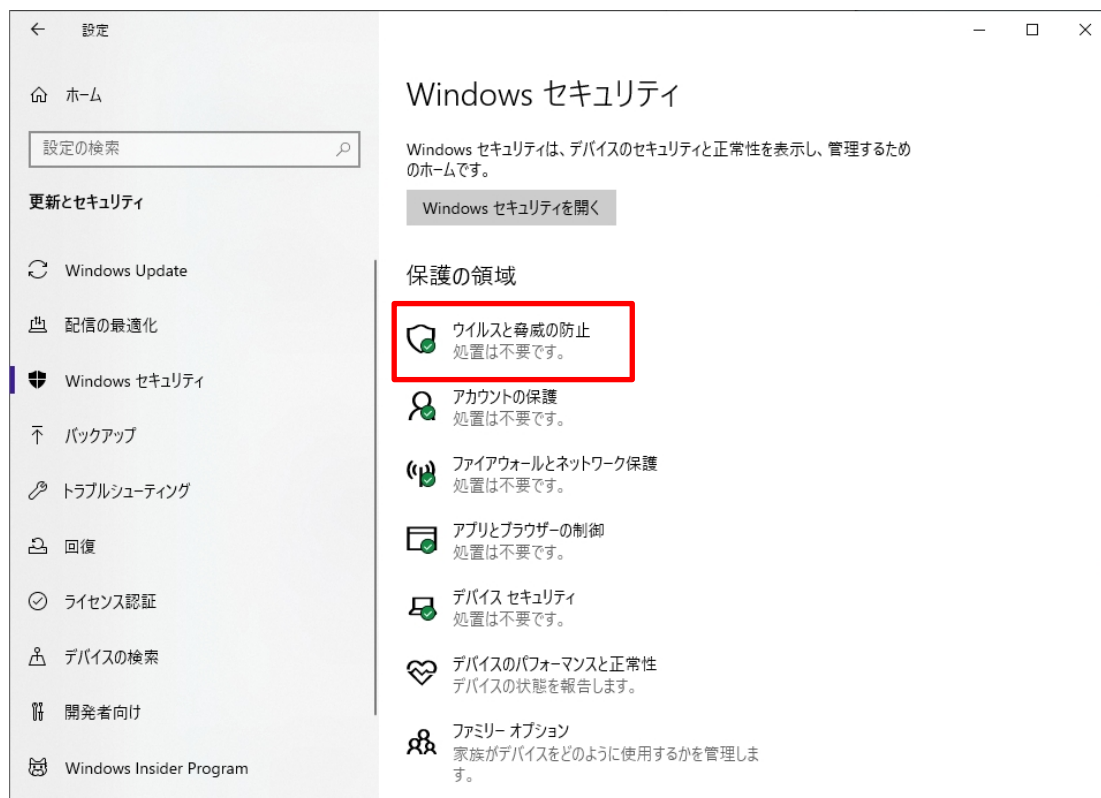 設定
ホーム
設定の検索
更新とセキュリティ
Windows Update
配信の最適化
Windows セキュリティ
バックアップ
トラブルシューティング
回復
ライセンス認証
デバイスの検索
開発者向け
Windows Insider Program
Windows セキュリティ
Windows セキュリティは、デバイスのセキュリティと正常性を表示し、管理するため
のホームです。
Windows セキュリティを開く
保護の領域
ウイルスと脅威の防止
処置は不要です。
アカウントの保護
処置は不要です。
ファイアウォールとネットワーク保護
処置は不要です。
アプリとブラウザーの制御
処置は不要です。
デバイス セキュリティ
処置は不要です。
デバイスのパフォーマンスと正常性
デバイスの状態を報告します。
ファミリー オプション
家族がデバイスをどのように使用するかを管理しま
す。